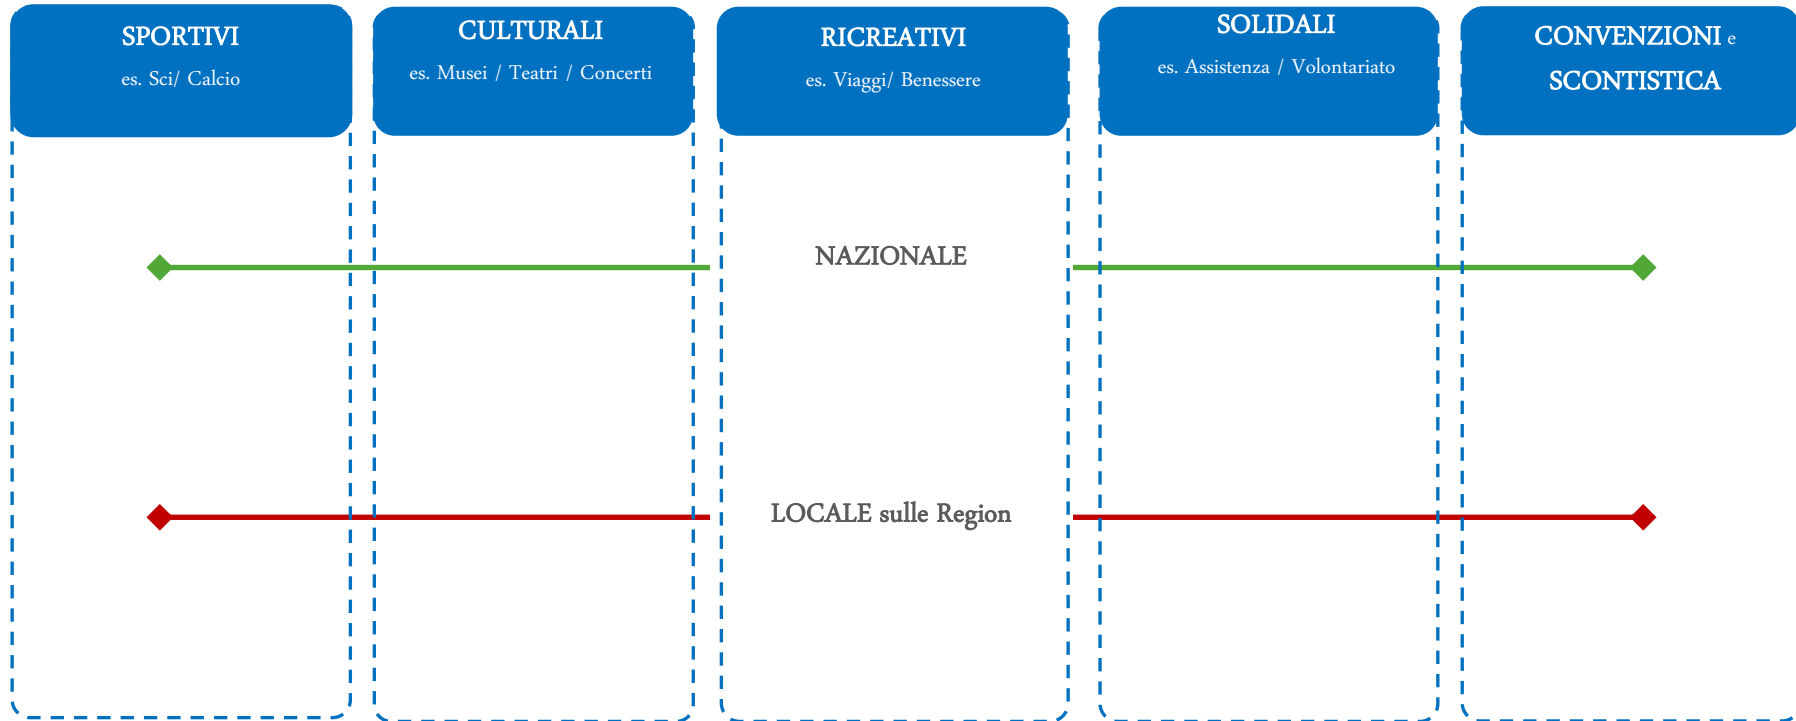 SPORTIVI
es. Sci/ Calcio
CULTURALI
es. Musei / Teatri / Concerti
RICREATIVI
es. Viaggi/ Benessere
SOLIDALI
es. Assistenza / Volontariato
CONVENZIONI e
SCONTISTICA
NAZIONALE
LOCALE sulle Region